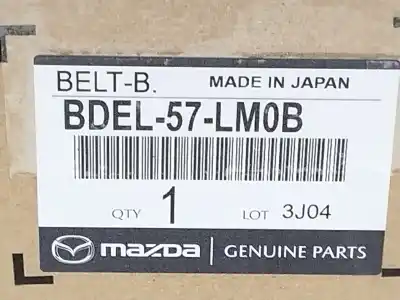 BELT-B. MADE IN JAPAN
BDEL-57-LM0B
QTY 1 LOT 3J04
mazda | GENUINE PARTS